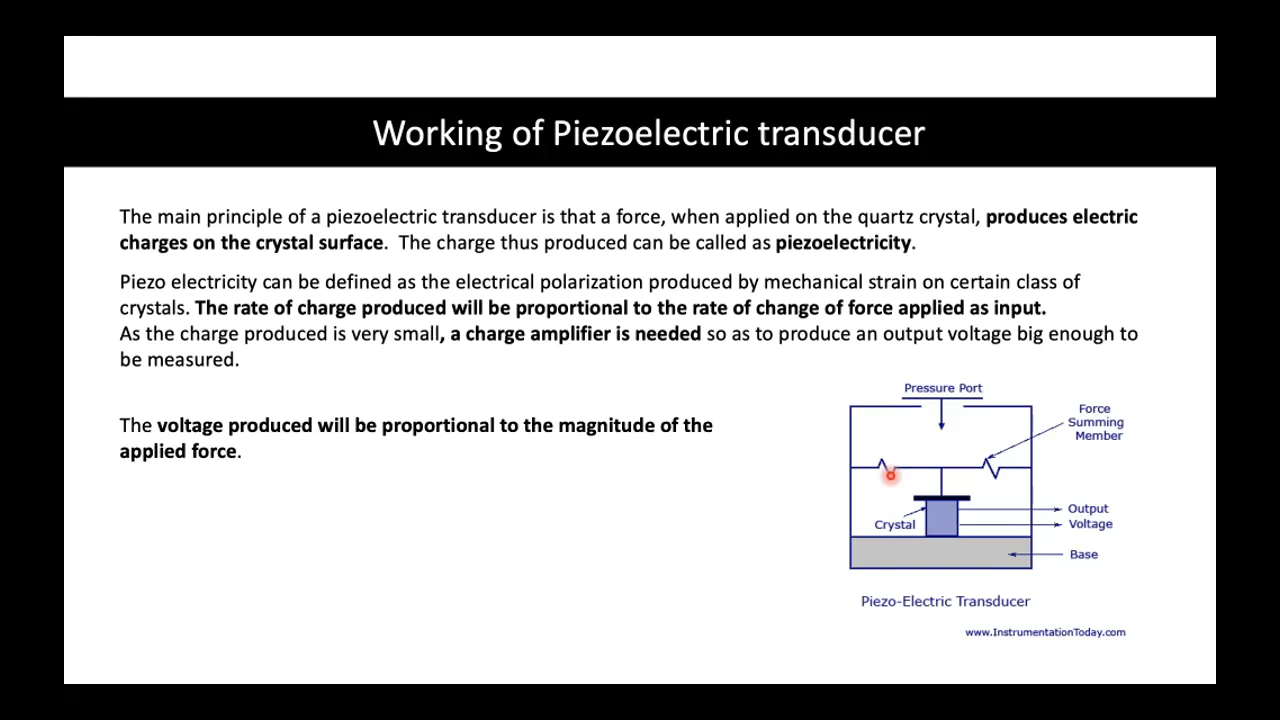 Working of Piezoelectric transducer
The main principle of a piezoelectric transducer is that a force, when applied on the quartz crystal, produces electric
charges on the crystal surface.  The charge thus produced can be called as piezoelectricity.
Piezo electricity can be defined as the electrical polarization produced by mechanical strain on certain class of
crystals. The rate of charge produced will be proportional to the rate of change of force applied as input.
As the charge produced is very small, a charge amplifier is needed so as to produce an output voltage big enough to
be measured.
The voltage produced will be proportional to the magnitude of the
applied force.
Pressure Port
Force
Summing
Member
Crystal
Output
Voltage
Base
Piezo-Electric Transducer
www.InstrumentationToday.com